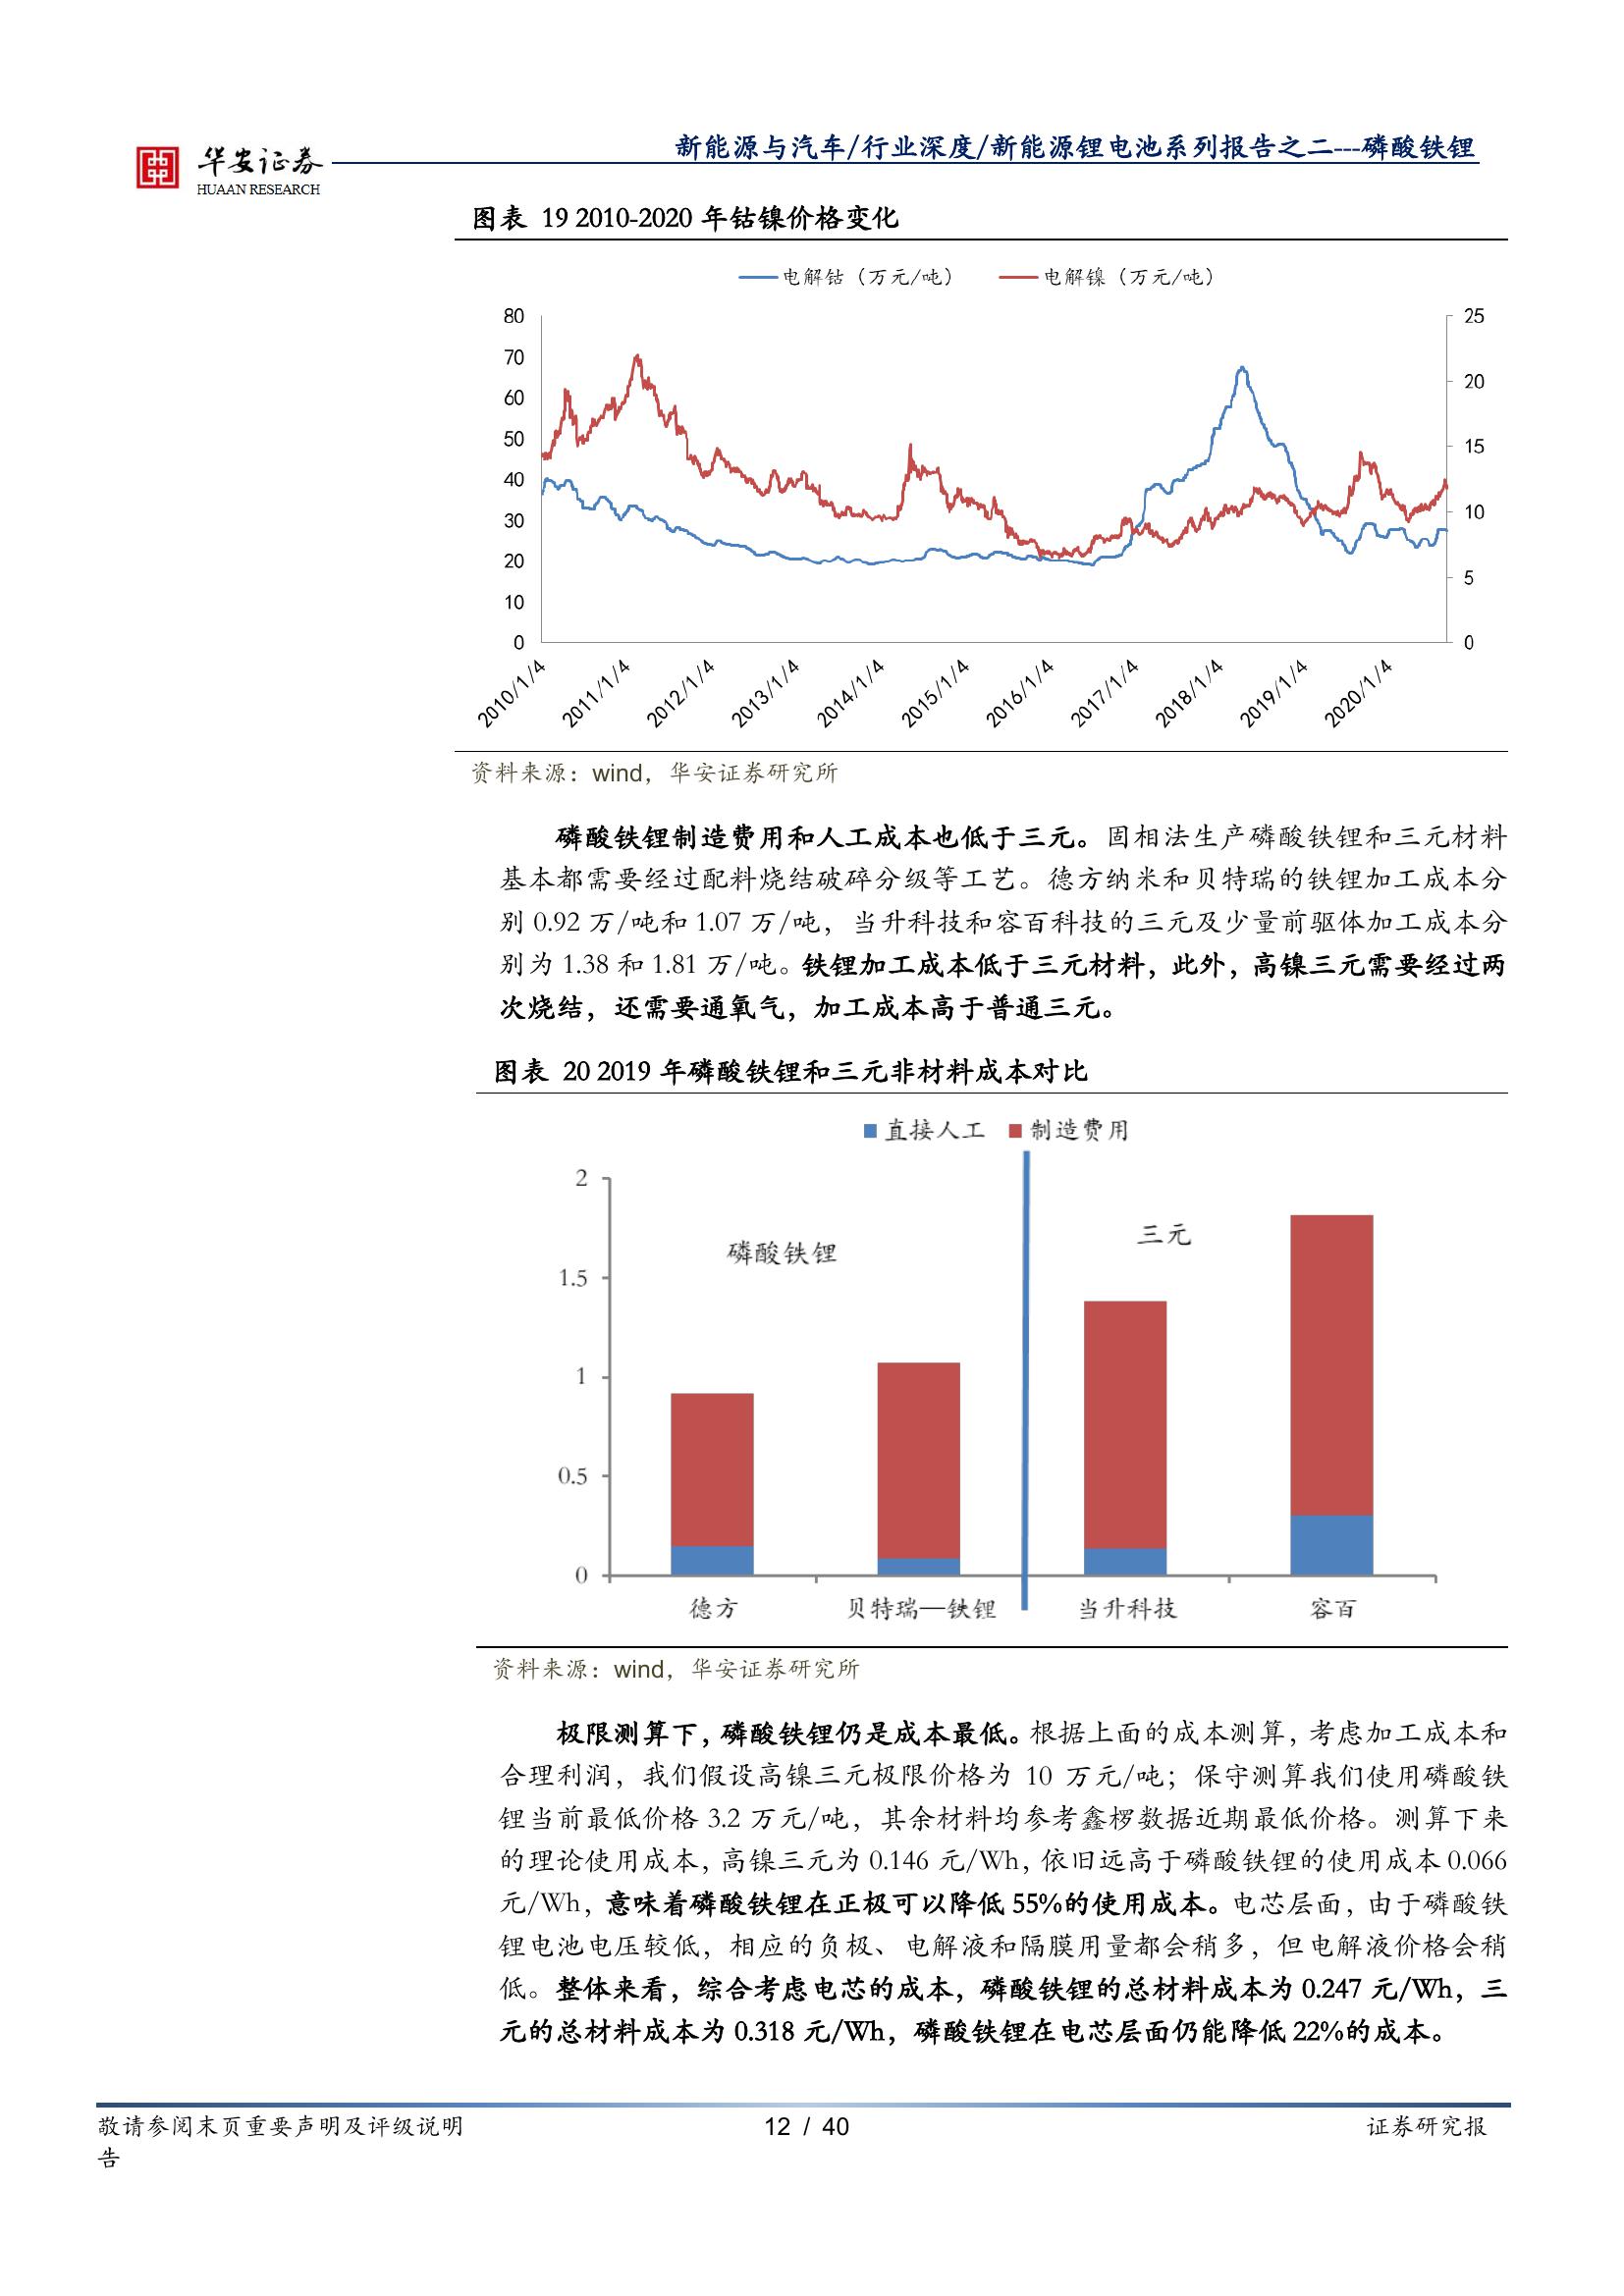 华安证券
HUAAN RESEARCH
新能源与汽车/行业深度/新能源锂电池系列报告之二---磷酸铁锂
图表 19 2010-2020 年钴镍价格变化
电解钴（万元/吨） 电解镍（万元/吨）
80 25
70
60 20
50 15
40
30 10
20 5
10
0 0
2010/1/4 2011/1/4 2012/1/4 2013/1/4 2014/1/4 2015/1/4 2016/1/4 2017/1/4 2018/1/4 2019/1/4 2020/1/4
资料来源：wind，华安证券研究所
磷酸铁锂制造费用和人工成本也低于三元。固相法生产磷酸铁锂和三元材料
基本都需要经过配料烧结破碎分级等工艺。德方纳米和贝特瑞的铁锂加工成本分
别 0.92 万/吨和 1.07 万/吨，当升科技和容百科技的三元及少量前驱体加工成本分
别为 1.38 和 1.81 万/吨。铁锂加工成本低于三元材料，此外，高镍三元需要经过两
次烧结，还需要通氧气，加工成本高于普通三元。
图表 20 2019 年磷酸铁锂和三元非材料成本对比
直接人工 制造费用
2
磷酸铁锂 三元
1.5
1
0.5
0
德方 贝特瑞—铁锂 当升科技 容百
资料来源：wind，华安证券研究所
极限测算下，磷酸铁锂仍是成本最低。根据上面的成本测算，考虑加工成本和
合理利润，我们假设高镍三元极限价格为 10 万元/吨；保守测算我们使用磷酸铁
锂当前最低价格 3.2 万元/吨，其余材料均参考鑫椤数据近期最低价格。测算下来
的理论使用成本，高镍三元为 0.146 元/Wh，依旧远高于磷酸铁锂的使用成本 0.066
元/Wh，意味着磷酸铁锂在正极可以降低 55%的使用成本。电芯层面，由于磷酸铁
锂电池电压较低，相应的负极、电解液和隔膜用量都会稍多，但电解液价格会稍
低。整体来看，综合考虑电芯的成本，磷酸铁锂的总材料成本为 0.247 元/Wh，三
元的总材料成本为 0.318 元/Wh，磷酸铁锂在电芯层面仍能降低 22%的成本。
敬请参阅末页重要声明及评级说明 12 / 40 证券研究报
告